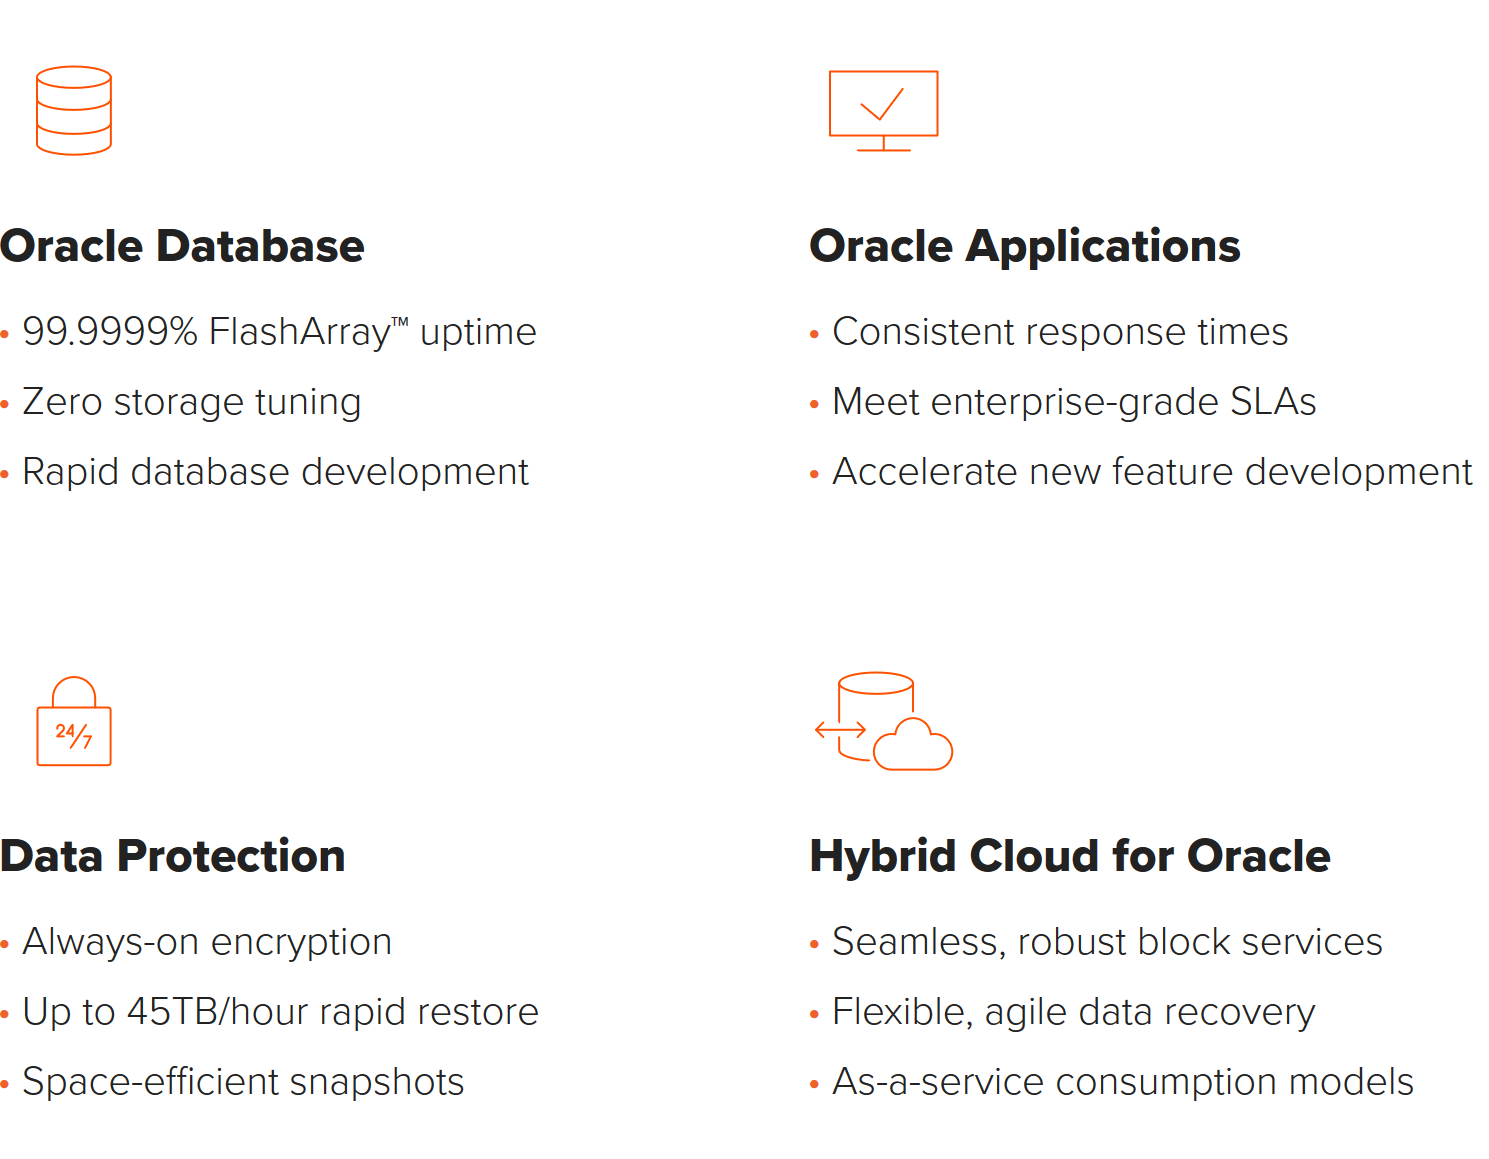 Oracle Database
• 99.9999% FlashArray™ uptime
• Zero storage tuning
• Rapid database development
Oracle Applications
• Consistent response times
• Meet enterprise-grade SLAs
• Accelerate new feature development
24/7
Data Protection
• Always-on encryption
• Up to 45TB/hour rapid restore
• Space-efficient snapshots
Hybrid Cloud for Oracle
• Seamless, robust block services
• Flexible, agile data recovery
• As-a-service consumption models